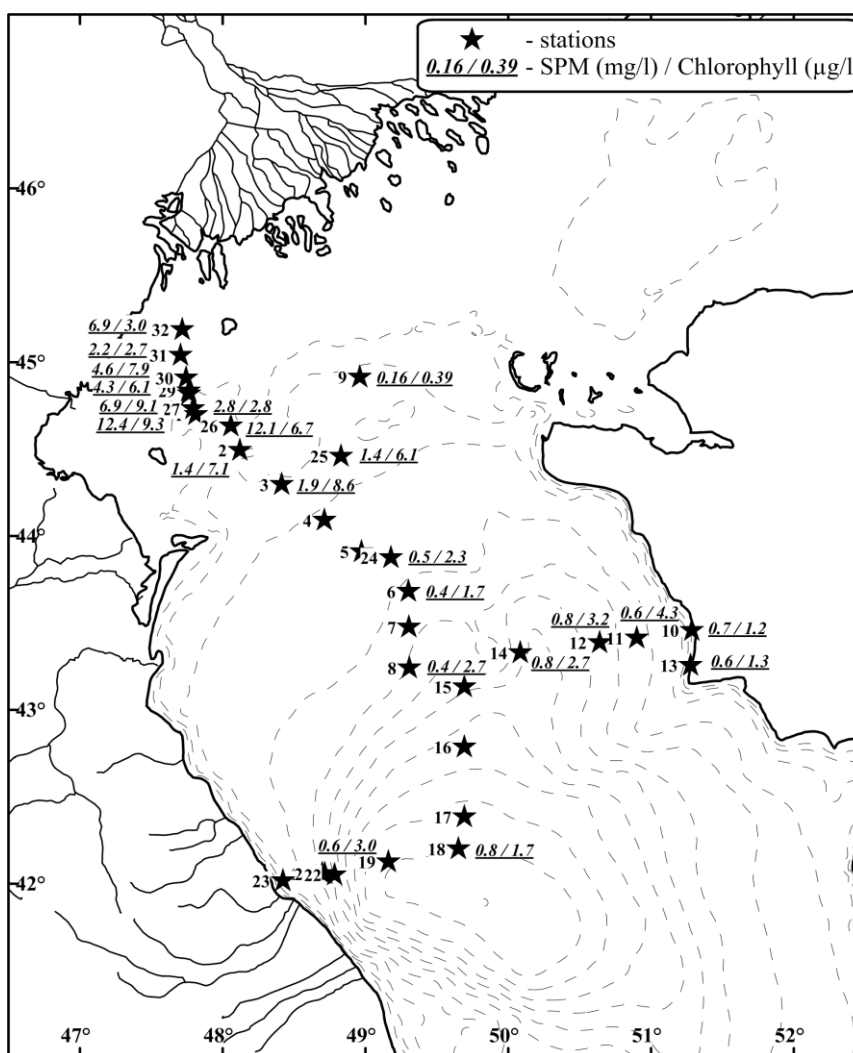 - stations
0.16 / 0.39 - SPM (mg/l) / Chlorophyll (µg/l
46°
6.9 / 3.0 32
2.2 / 2.7 31
45°
4.6 / 7.9 30
9 0.16 / 0.39
4.3 / 6.1 29
6.9 / 9.1 27 2.8 / 2.8
12.4 / 9.3 26 12.1 / 6.7
2
25 1.4 / 6.1
1.4 / 7.1
3 1.9 / 8.6
4
44°
5 24 0.5 / 2.3
6 0.4 / 1.7
0.8 / 3.2 0.6 / 4.3
7
12 11 10 0.7 / 1.2
14 0.8 / 2.7
8 0.4 / 2.7
13 0.6 / 1.3
15
43°
16
17
0.6 / 3.0
18 0.8 / 1.7
19
42°
23 22
47° 48° 49° 50° 51° 52°